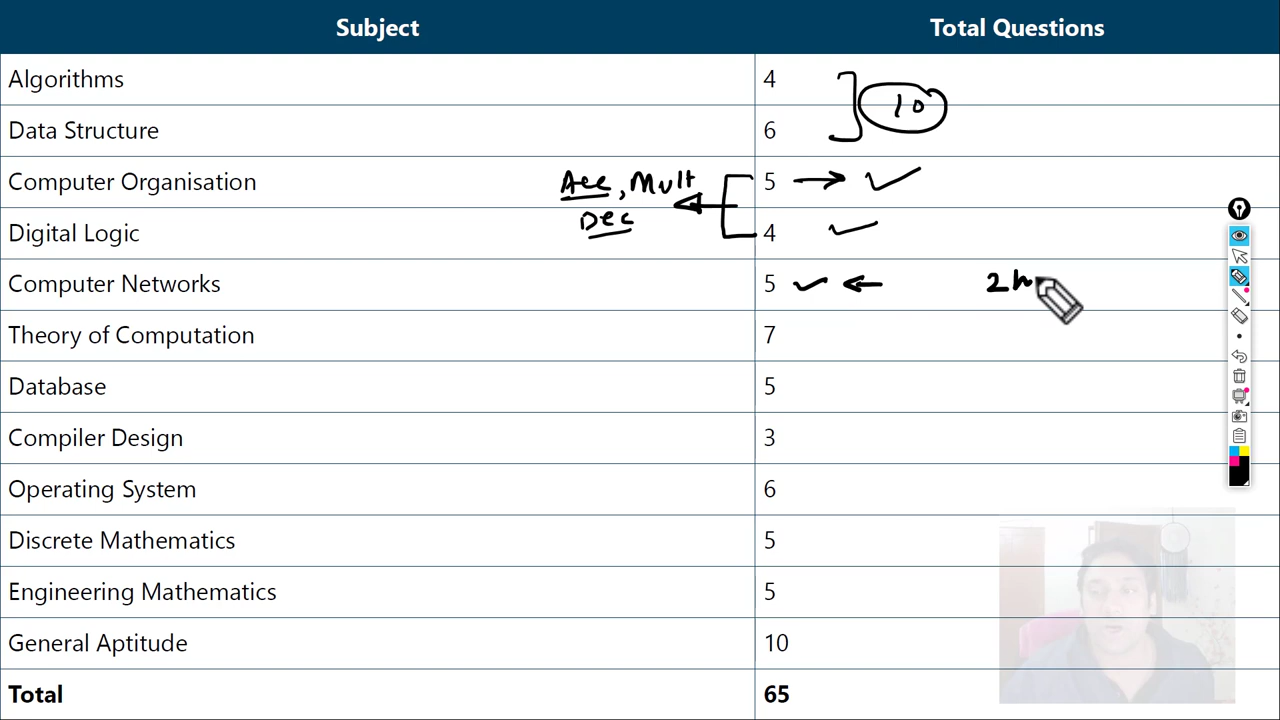 Subject Total Questions
Algorithms 4
10
Data Structure 6
Computer Organisation Acc, Mult 5
Dec
Digital Logic 4
Computer Networks 5 2h
Theory of Computation 7
Database 5
Compiler Design 3
Operating System 6
Discrete Mathematics 5
Engineering Mathematics 5
General Aptitude 10
Total 65